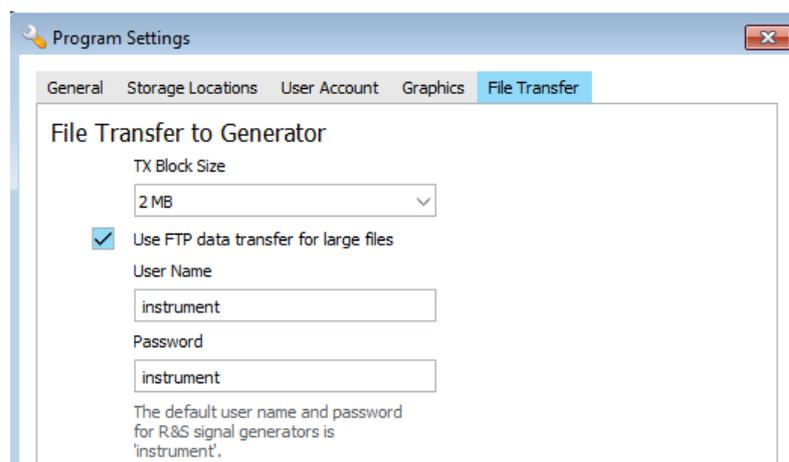 Program Settings
General Storage Locations User Account Graphics File Transfer
File Transfer to Generator
TX Block Size
2 MB
Use FTP data transfer for large files
User Name
instrument
Password
instrument
The default user name and password
for R&S signal generators is
'instrument'.